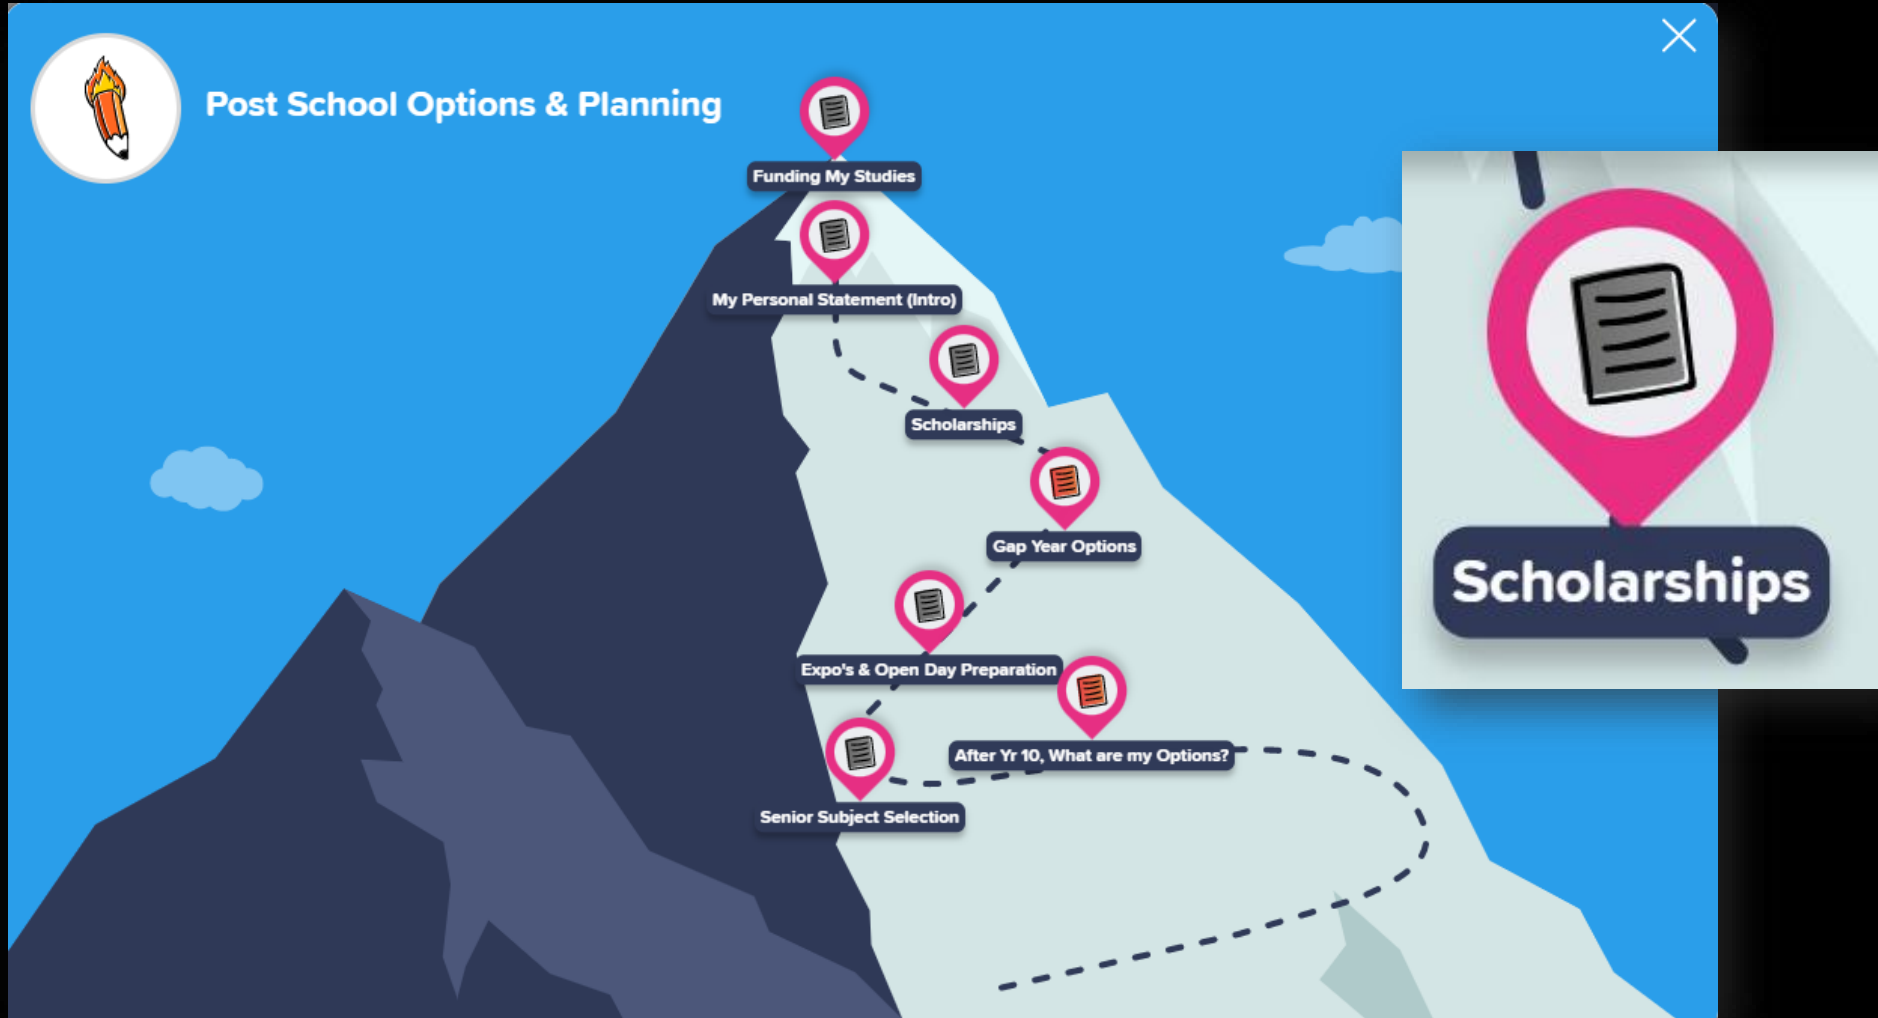 Post School Options & Planning
Funding My Studies
My Personal Statement (Intro)
Scholarships
Gap Year Options
Expo's & Open Day Preparation
After Yr 10, What are my Options?
Senior Subject Selection
Scholarships